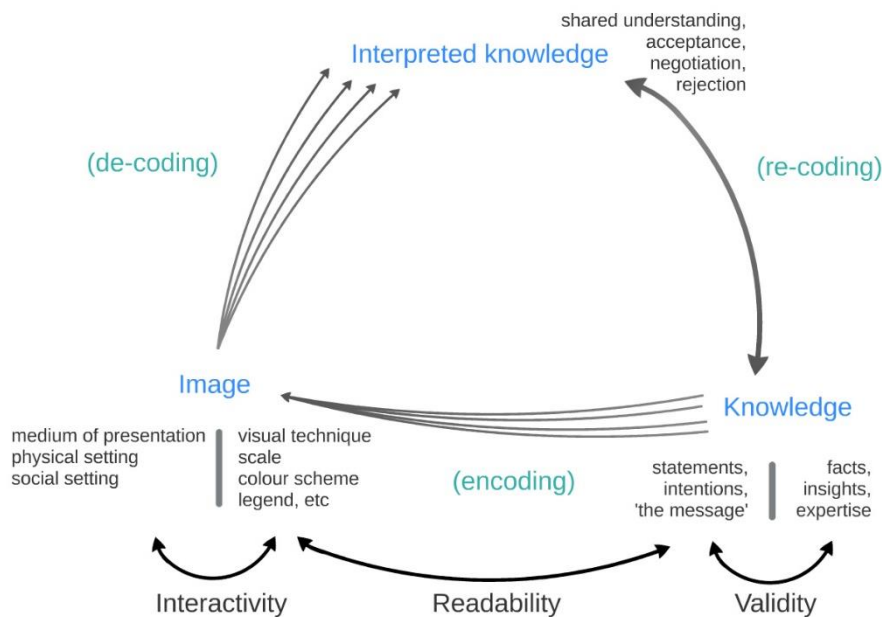 shared understanding,
acceptance,
Interpreted knowledge
negotiation,
rejection
(de-coding)
(re-coding)
Image
Knowledge
medium of presentation
physical setting
social setting
visual technique
scale
colour scheme
legend, etc
(encoding)
statements,
intentions,
'the message'
facts,
insights,
expertise
Interactivity
Readability
Validity